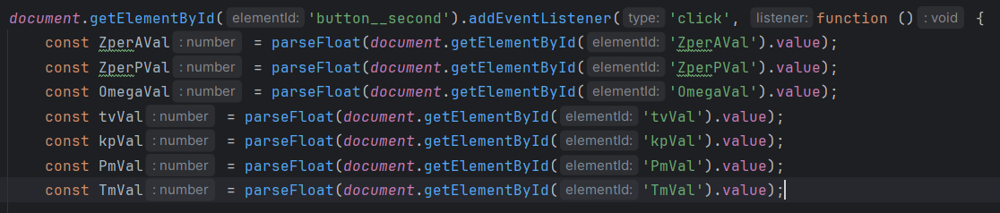 document.getElementById( elementId: 'button__second').addEventListener( type: 'click', listener: function () : void {
    const ZperAVal : number  = parseFloat(document.getElementById( elementId: 'ZperAVal').value);
    const ZperPVal : number  = parseFloat(document.getElementById( elementId: 'ZperPVal').value);
    const OmegaVal : number  = parseFloat(document.getElementById( elementId: 'OmegaVal').value);
    const tvVal : number  = parseFloat(document.getElementById( elementId: 'tvVal').value);
    const kpVal : number  = parseFloat(document.getElementById( elementId: 'kpVal').value);
    const PmVal : number  = parseFloat(document.getElementById( elementId: 'PmVal').value);
    const TmVal : number  = parseFloat(document.getElementById( elementId: 'TmVal').value);